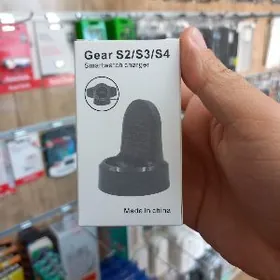 Gear S2/S3/S4
Smartwatch charger
Made in china